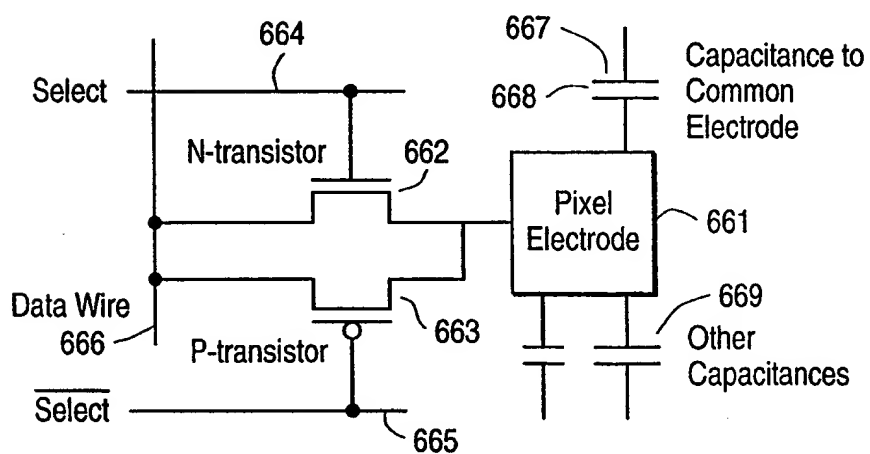 664
667
Select
668
Capacitance to
Common
Electrode
N-transistor
662
Pixel
Electrode
661
Data Wire
666
663
669
P-transistor
Other
Capacitances
Select
665